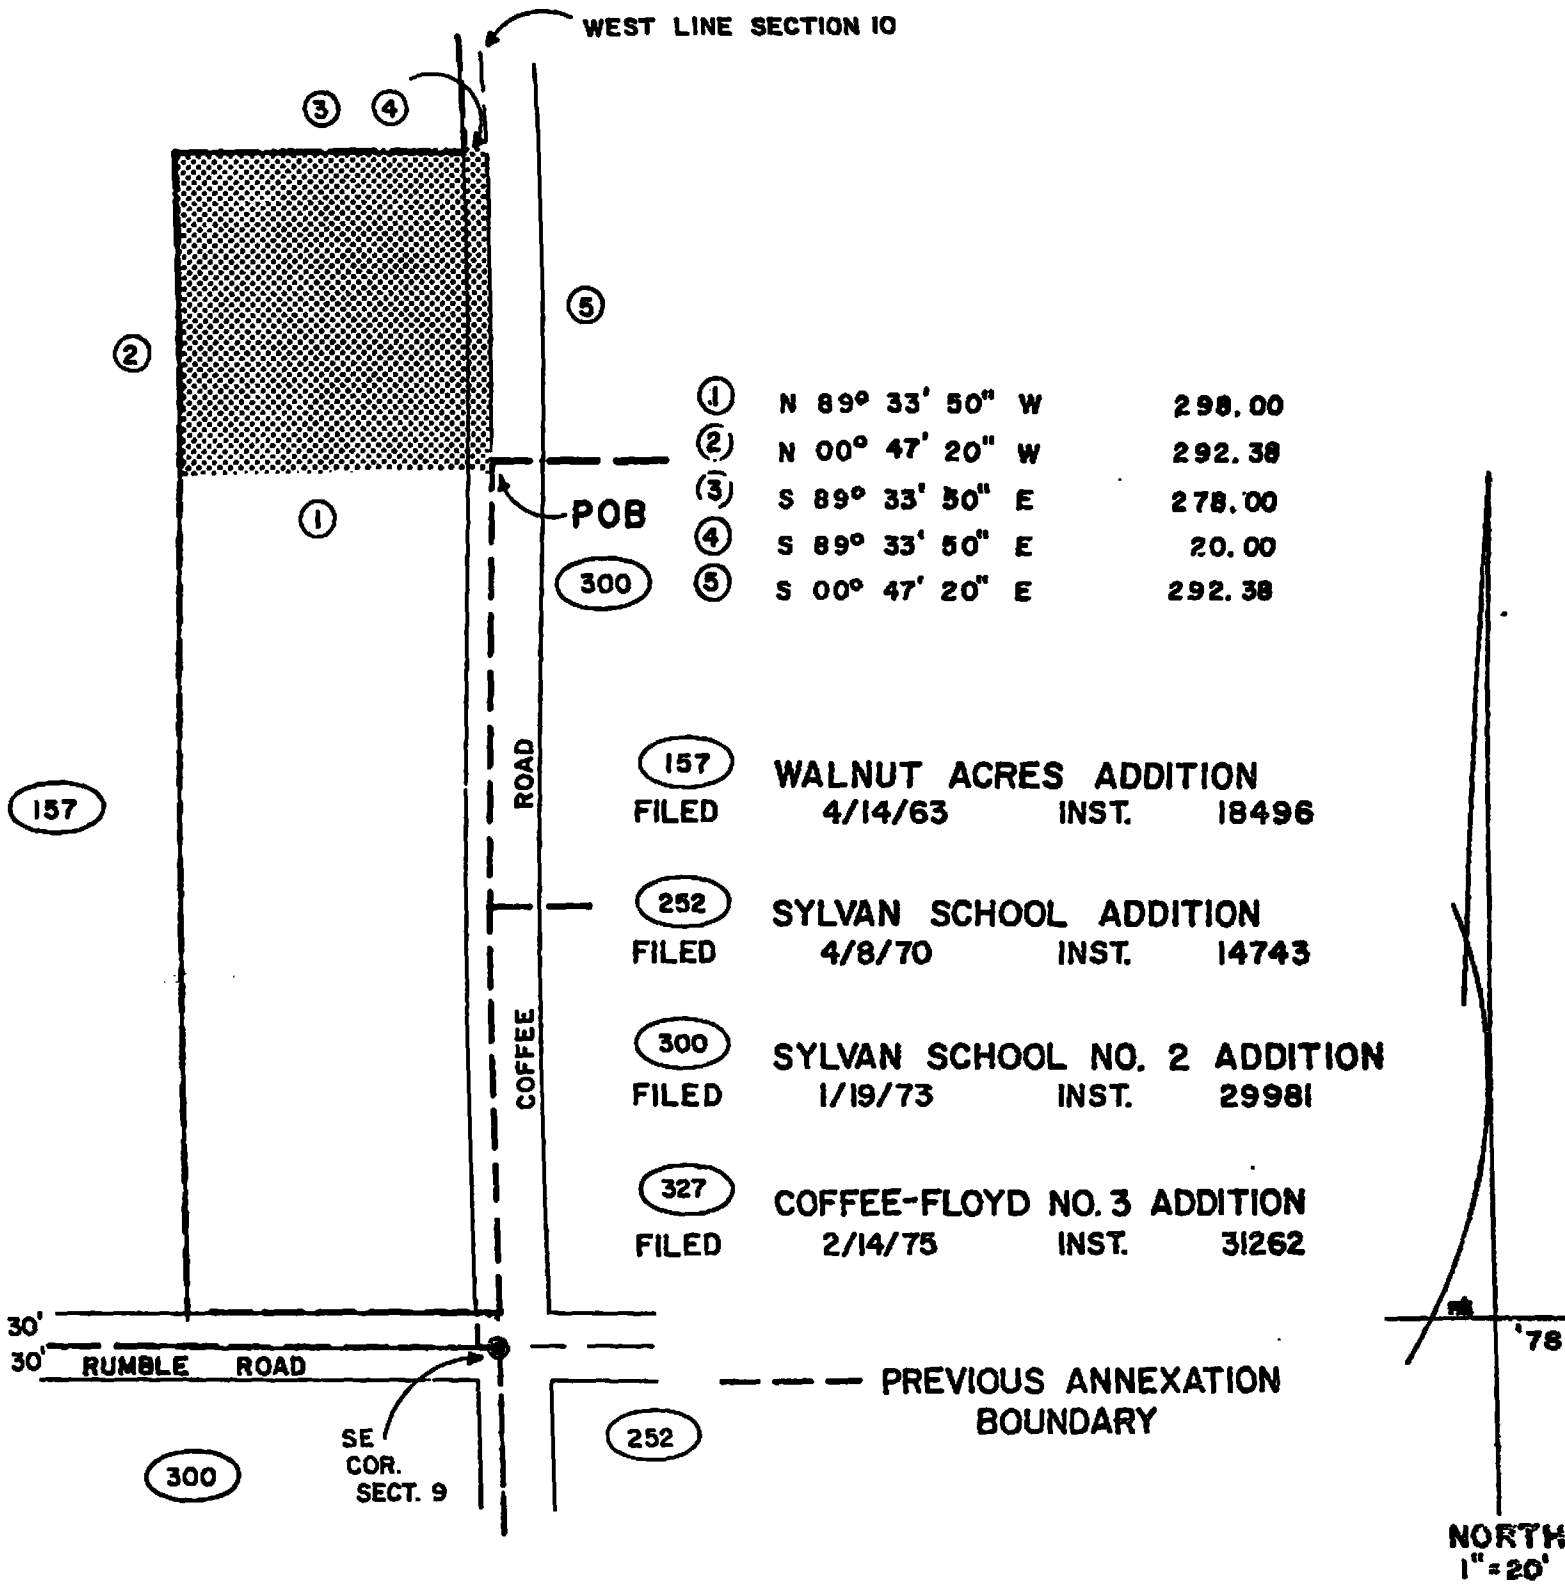 WEST LINE SECTION 10
3 4
5
2
1 N 89° 33' 50" W 298.00
2 N 00° 47' 20" W 292.38
3 S 89° 33' 50" E 278.00
4 S 89° 33' 50" E 20.00
5 S 00° 47' 20" E 292.38
1
POB
300
157
COFFEE ROAD
157 WALNUT ACRES ADDITION
FILED 4/14/63 INST. 18496
252 SYLVAN SCHOOL ADDITION
FILED 4/8/70 INST. 14743
300 SYLVAN SCHOOL NO. 2 ADDITION
FILED 1/19/73 INST. 29981
327 COFFEE-FLOYD NO. 3 ADDITION
FILED 2/14/75 INST. 31262
30'
30' RUMBLE ROAD
'78
PREVIOUS ANNEXATION
BOUNDARY
SE
COR.
SECT. 9
252
300
NORTH
1"=20'